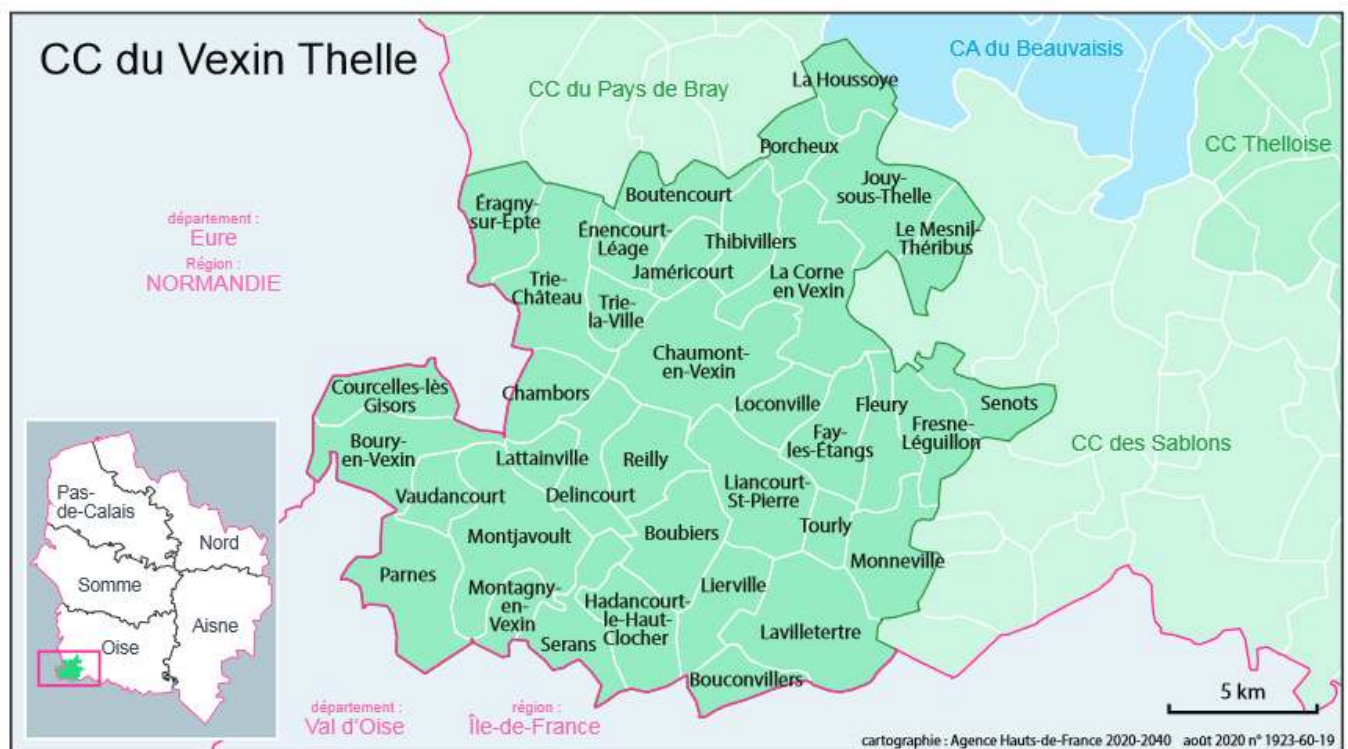 CC du Vexin Thelle
CA du Beauvaisis
CC du Pays de Bray
La Houssoye
CC Thelloise
Porcheux
Jouy-
sous-Thelle
Boutencourt
Éragny-
sur-Epte
département :
Eure
Région :
NORMANDIE
Énencourt-
Léage
Thibivillers
Le Mesnil-
Théribus
Jaméricourt
La Corne
en Vexin
Trie-
Château
Trie-
la-Ville
Chaumont-
en-Vexin
Courcelles-lès
Gisors
Chambors
Loconville
Fleury
Senots
Fresne-
Léguillon
Fay-
les-Étangs
CC des Sablons
Boury-
en-Vexin
Lattainville
Reilly
Liancourt-
St-Pierre
Vaudancourt
Delincourt
Tourly
Montjavoult
Boubiers
Monneville
Parnes
Lierville
Montagny-
en-
Vexin
Hadancourt-
le-Haut-
Clocher
Serans
Lavilletertre
Bouconvillers
Pas-
de-Calais
Nord
Somme
Aisne
Oise
département :
Val d'Oise
région :
Île-de-France
5 km
cartographie : Agence Hauts-de-France 2020-2040 août 2020 n° 1923-60-19